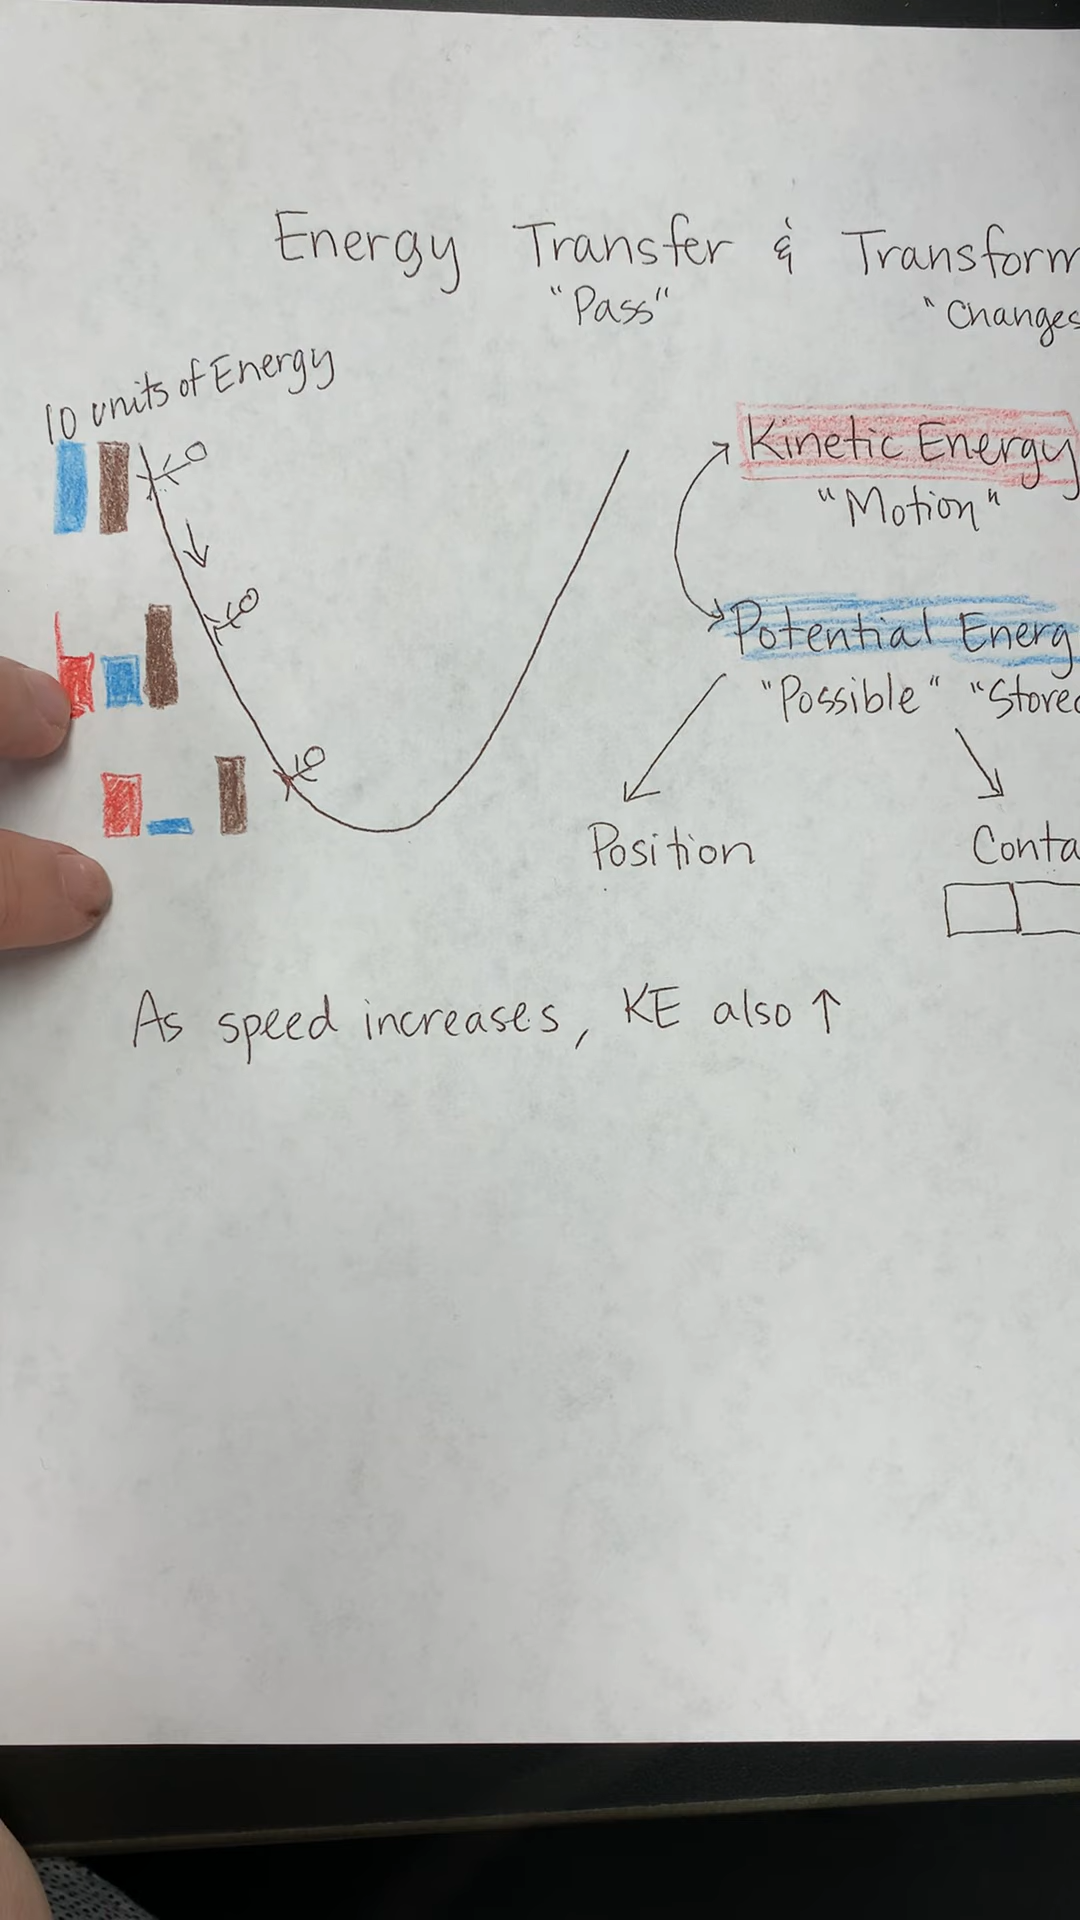 Energy Transfer & Transform
"Pass"
"Changes
10 units of Energy
Kinetic Energy
"Motion"
Potential Energ
"Possible" "Stored
Position
Conta
As speed increases, KE also ↑